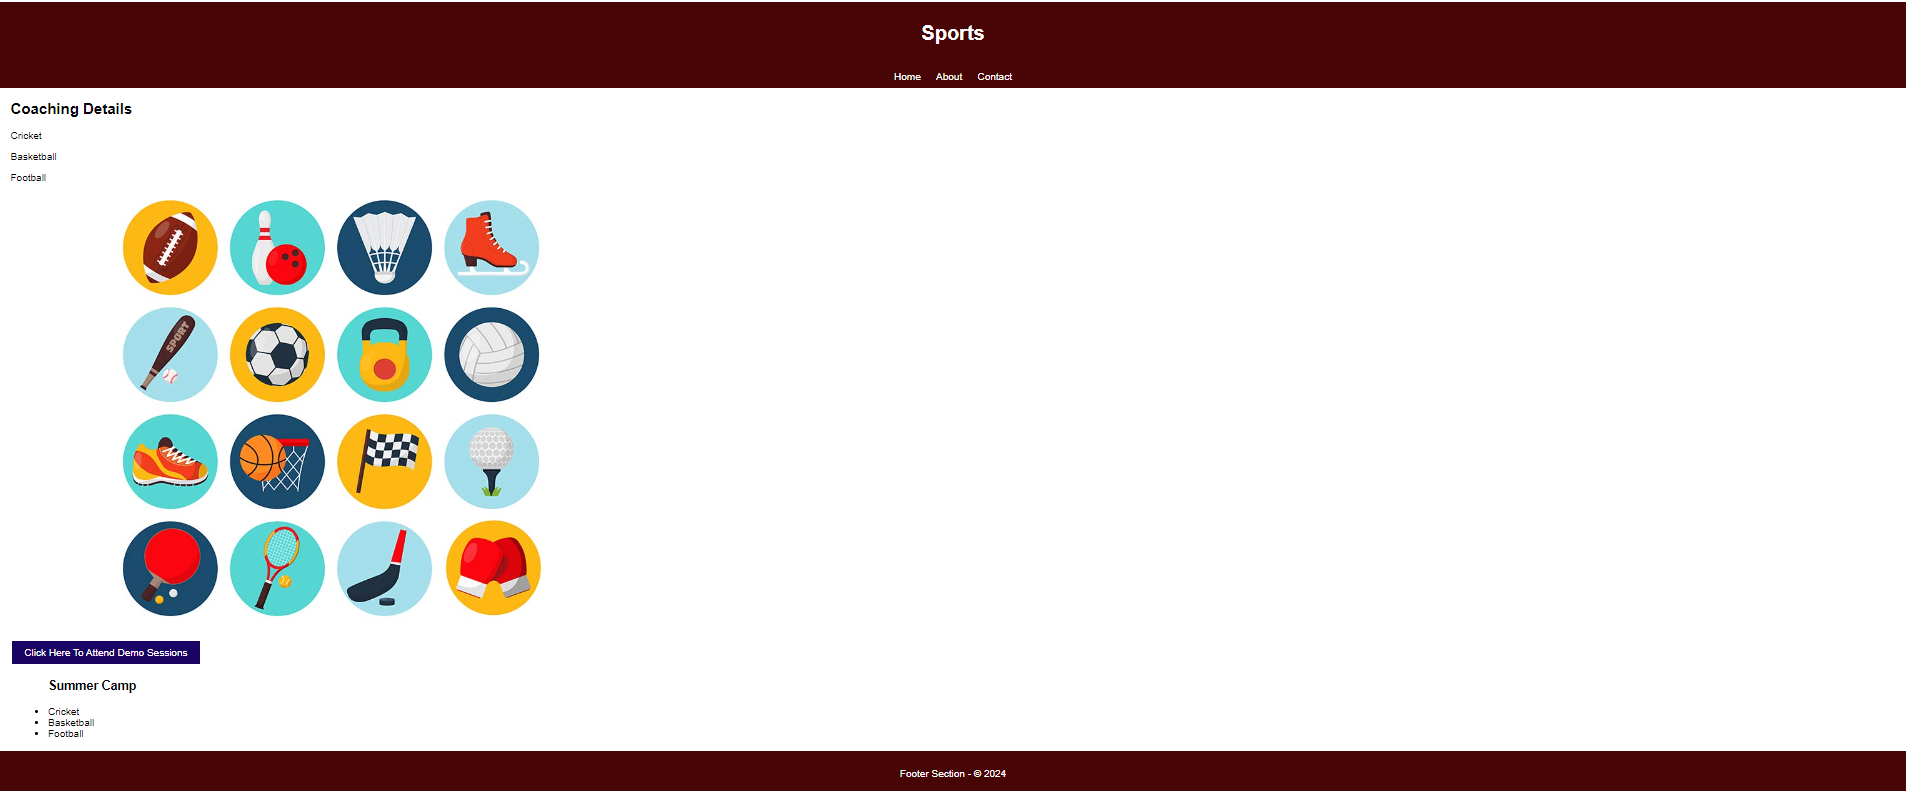 Sports
Home About Contact
Coaching Details
Cricket
Basketball
Football
SPORT
Click Here To Attend Demo Sessions
Summer Camp
Cricket
Basketball
Football
Footer Section - © 2024